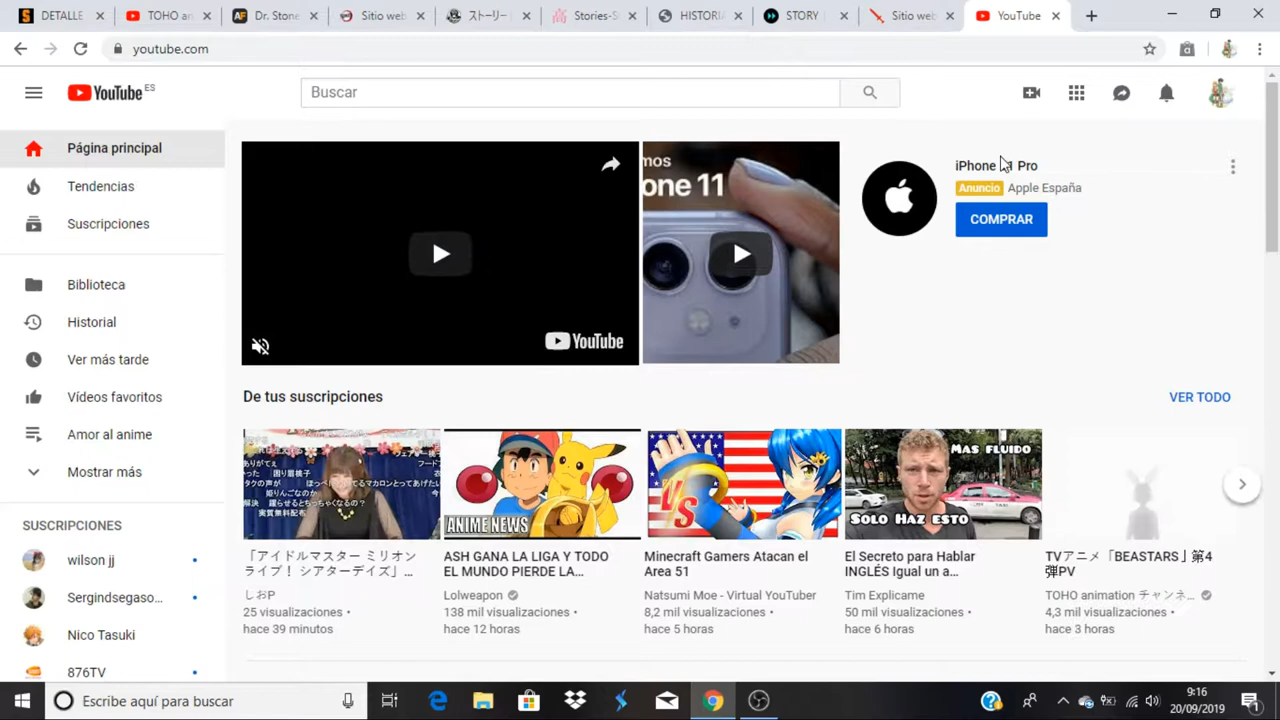 DETALLE
TOHO an
Dr. Stone
Sitio web
ストーリー
Stories-S
HISTORIA
STORY
Sitio web
YouTube
youtube.com
YouTube ES
Buscar
Página principal
Tendencias
Suscripciones
Biblioteca
Historial
Ver más tarde
Vídeos favoritos
Amor al anime
Mostrar más
SUSCRIPCIONES
wilson jj
Sergindsegaso...
Nico Tasuki
876TV
mos
one 11
YouTube
iPhone 11 Pro
Anuncio Apple España
COMPRAR
De tus suscripciones
VER TODO
ANIME NEWS
VS
MAS FLUIDO
SOLO HAZ ESTO
「アイドルマスター ミリオン
ライブ！ シアターデイズ」...
しおP
25 visualizaciones •
hace 39 minutos
ASH GANA LA LIGA Y TODO
EL MUNDO PIERDE LA...
Lolweapon
138 mil visualizaciones •
hace 12 horas
Minecraft Gamers Atacan el
Area 51
Natsumi Moe - Virtual YouTuber
8,2 mil visualizaciones •
hace 5 horas
El Secreto para Hablar
INGLÉS Igual un a...
Tim Explicame
50 mil visualizaciones •
hace 6 horas
TVアニメ「BEASTARS」第4
弾PV
TOHO animation チャンネ...
4,3 mil visualizaciones •
hace 3 horas
Escribe aquí para buscar
9:16
20/09/2019
1